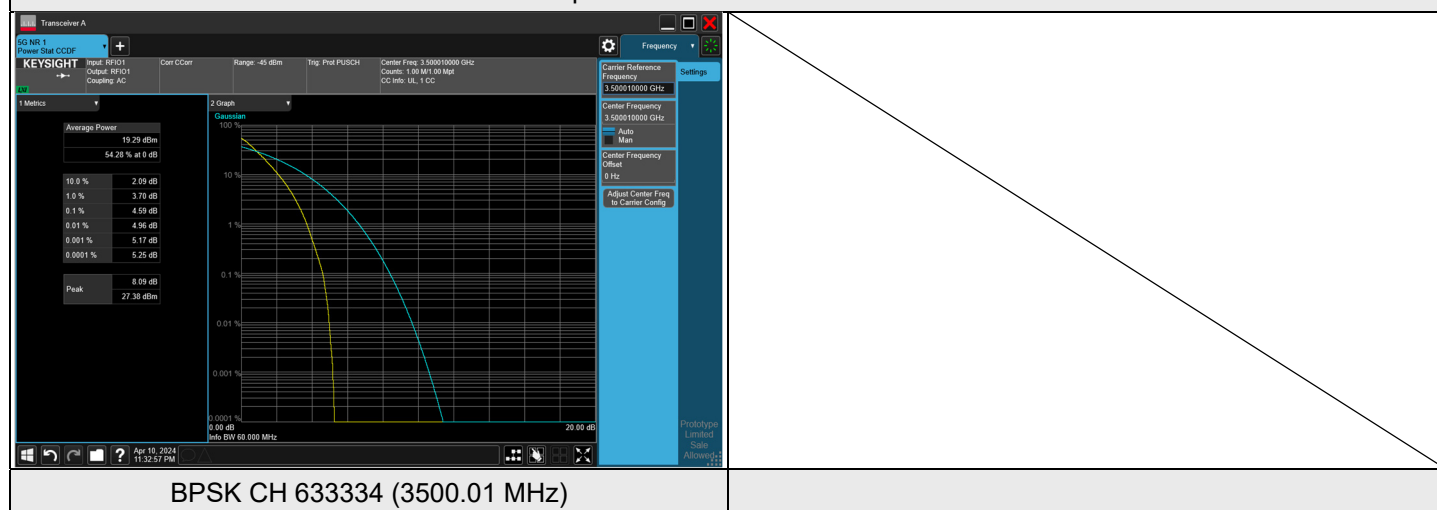 Transceiver A
5G NR 1
Power Stat CCDF
Frequency
KEYSIGHT
Input: RFIO1
Output: RFIO1
Coupling: AC
Corr CCorr
Range: -45 dBm
Trig: Prot PUSCH
Center Freq: 3.500010000 GHz
Counts: 1.00 M/1.00 Mpt
CC Info: UL, 1 CC
LXI
Carrier Reference
Frequency
3.500010000 GHz
Settings
Center Frequency
3.500010000 GHz
Auto
Man
Center Frequency
Offset
0 Hz
Adjust Center Freq
to Carrier Config
1 Metrics
Average Power
19.29 dBm
54.28 % at 0 dB
10.0 % 2.09 dB
1.0 % 3.70 dB
0.1 % 4.59 dB
0.01 % 4.96 dB
0.001 % 5.17 dB
0.0001 % 5.25 dB
Peak
8.09 dB
27.38 dBm
2 Graph
Gaussian
100 %
10 %
1 %
0.1 %
0.01 %
0.001 %
0.0001 %
0.00 dB 20.00 dB
Info BW 60.000 MHz
Prototype
Limited
Sale
Allowed
?
Apr 10, 2024
11:32:57 PM
BPSK CH 633334 (3500.01 MHz)